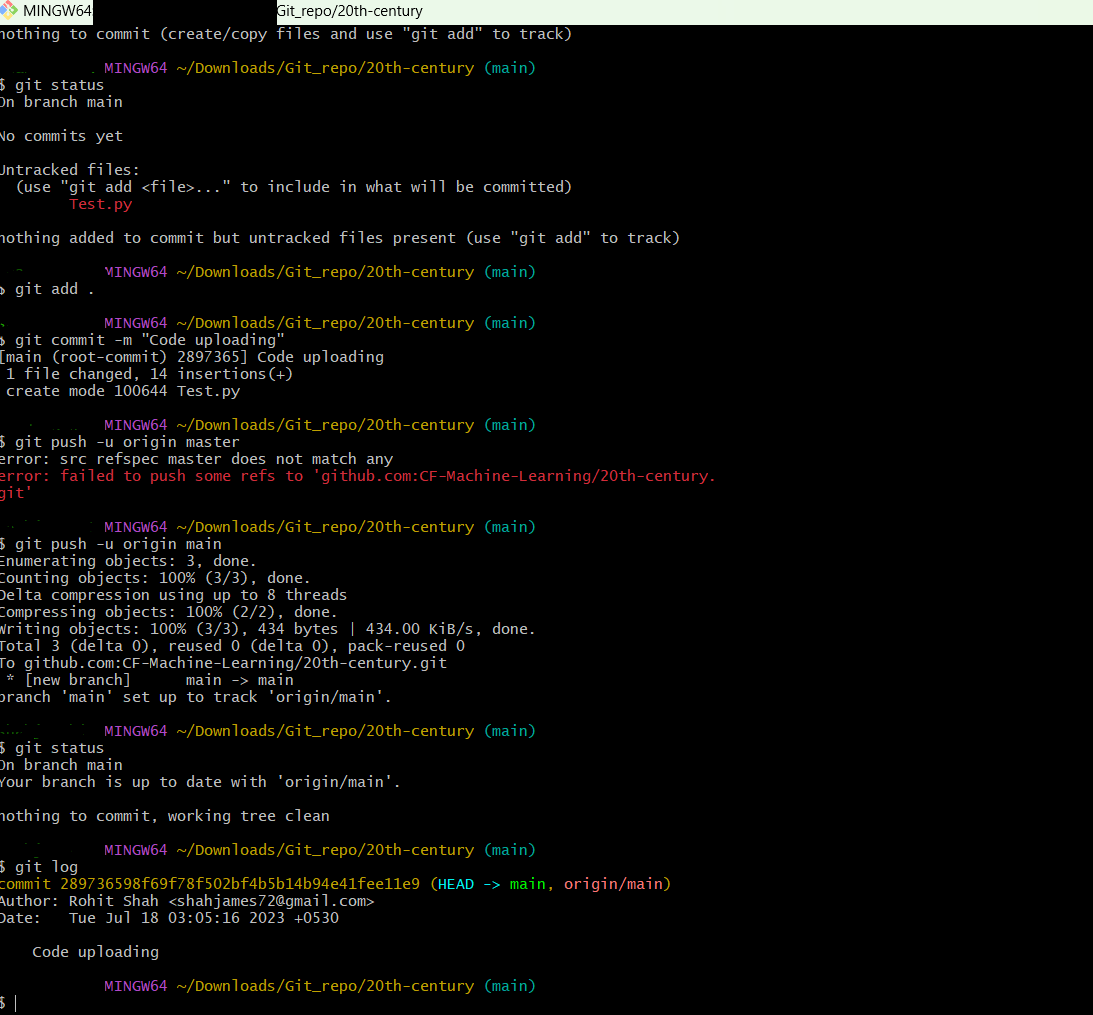 MINGW64: Git_repo/20th-century
nothing to commit (create/copy files and use "git add" to track)
MINGW64 ~/Downloads/Git_repo/20th-century (main)
$ git status
On branch main
No commits yet
Untracked files:
(use "git add <file>..." to include in what will be committed)
Test.py
nothing added to commit but untracked files present (use "git add" to track)
MINGW64 ~/Downloads/Git_repo/20th-century (main)
$ git add .
MINGW64 ~/Downloads/Git_repo/20th-century (main)
$ git commit -m "Code uploading"
[main (root-commit) 2897365] Code uploading
1 file changed, 14 insertions(+)
create mode 100644 Test.py
MINGW64 ~/Downloads/Git_repo/20th-century (main)
$ git push -u origin master
error: src refspec master does not match any
error: failed to push some refs to 'github.com:CF-Machine-Learning/20th-century.
git'
MINGW64 ~/Downloads/Git_repo/20th-century (main)
$ git push -u origin main
Enumerating objects: 3, done.
Counting objects: 100% (3/3), done.
Delta compression using up to 8 threads
Compressing objects: 100% (2/2), done.
Writing objects: 100% (3/3), 434 bytes | 434.00 KiB/s, done.
Total 3 (delta 0), reused 0 (delta 0), pack-reused 0
To github.com:CF-Machine-Learning/20th-century.git
* [new branch]      main -> main
branch 'main' set up to track 'origin/main'.
MINGW64 ~/Downloads/Git_repo/20th-century (main)
$ git status
On branch main
Your branch is up to date with 'origin/main'.
nothing to commit, working tree clean
MINGW64 ~/Downloads/Git_repo/20th-century (main)
$ git log
commit 289736598f69f78f502bf4b5b14b94e41fee11e9 (HEAD -> main, origin/main)
Author: Rohit Shah <shahjames72@gmail.com>
Date:   Tue Jul 18 03:05:16 2023 +0530
Code uploading
MINGW64 ~/Downloads/Git_repo/20th-century (main)
$